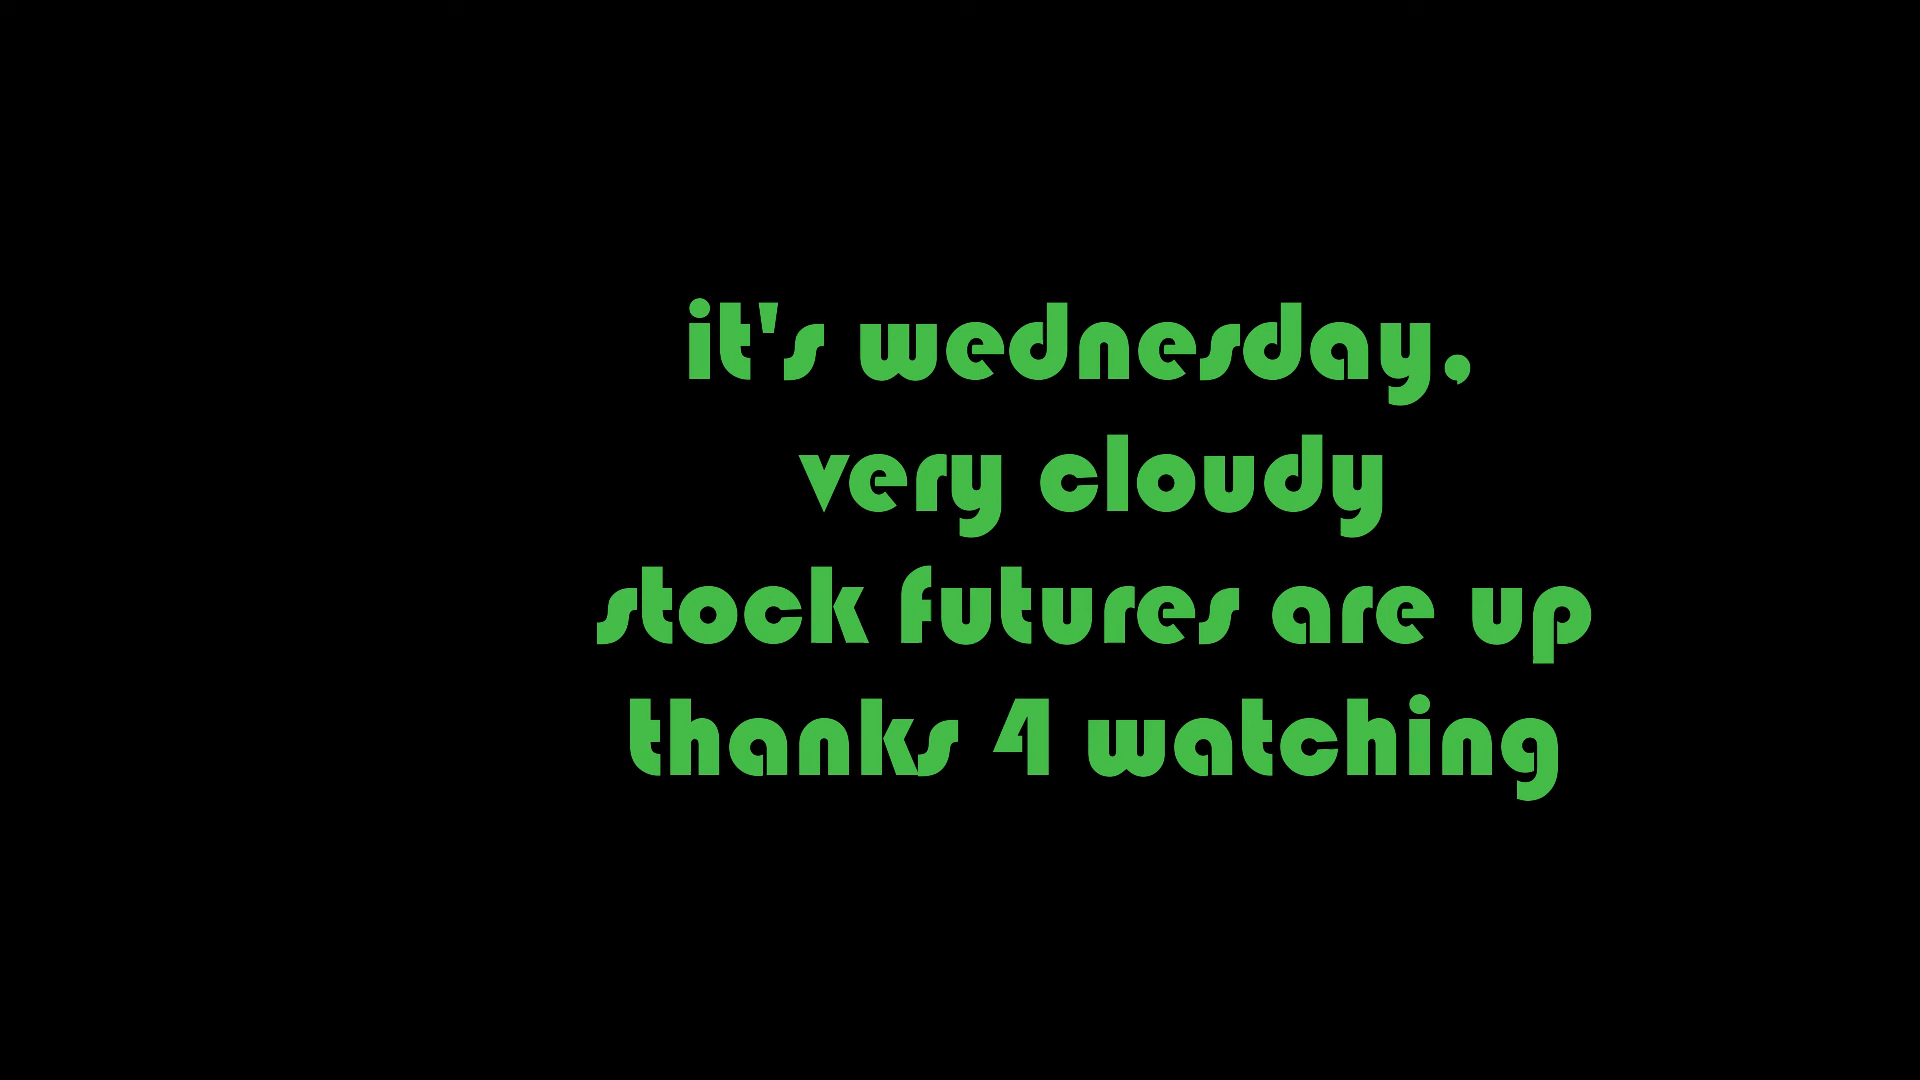 it's wednesday,
very cloudy
stock futures are up
thanks 4 watching